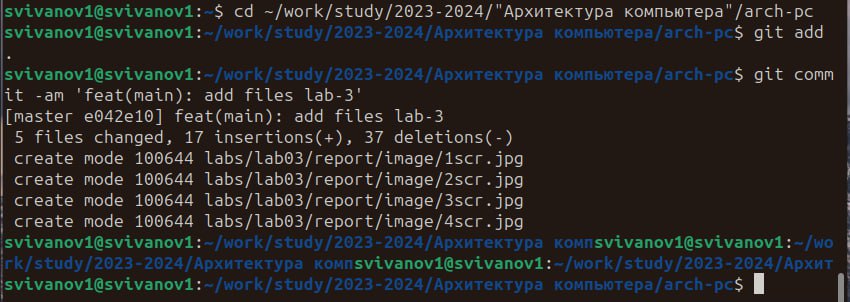 svivanov1@svivanov1:~$ cd ~/work/study/2023-2024/"Архитектура компьютера"/arch-pc
svivanov1@svivanov1:~/work/study/2023-2024/Архитектура компьютера/arch-pc$ git add
.
svivanov1@svivanov1:~/work/study/2023-2024/Архитектура компьютера/arch-pc$ git comm
it -am 'feat(main): add files lab-3'
[master e042e10] feat(main): add files lab-3
 5 files changed, 17 insertions(+), 37 deletions(-)
 create mode 100644 labs/lab03/report/image/1scr.jpg
 create mode 100644 labs/lab03/report/image/2scr.jpg
 create mode 100644 labs/lab03/report/image/3scr.jpg
 create mode 100644 labs/lab03/report/image/4scr.jpg
svivanov1@svivanov1:~/work/study/2023-2024/Архитектура компsvivanov1@svivanov1:~/wo
rk/study/2023-2024/Архитектура компsvivanov1@svivanov1:~/work/study/2023-2024/Архит
svivanov1@svivanov1:~/work/study/2023-2024/Архитектура компьютера/arch-pc$